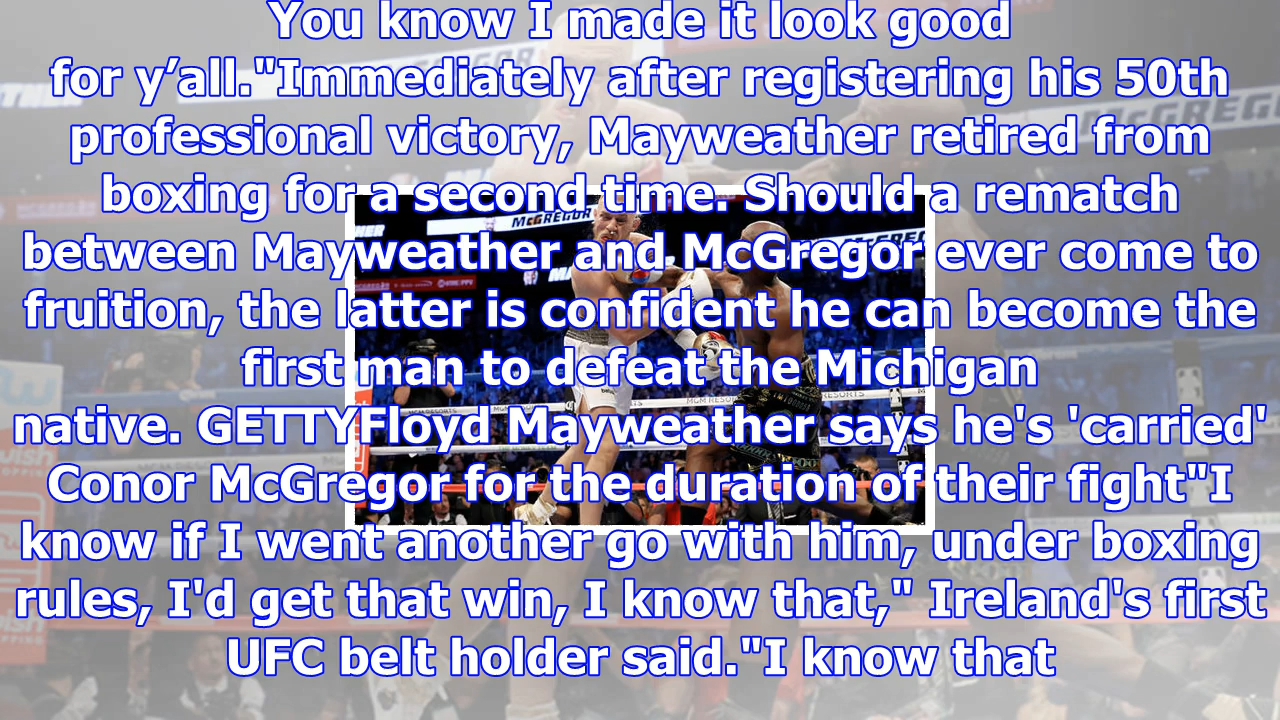 You know I made it look good
for y’all."Immediately after registering his 50th
professional victory, Mayweather retired from
boxing for a second time. Should a rematch
between Mayweather and McGregor ever come to
fruition, the latter is confident he can become the
first man to defeat the Michigan
native. GETTYFloyd Mayweather says he's 'carried'
Conor McGregor for the duration of their fight"I
know if I went another go with him, under boxing
rules, I'd get that win, I know that," Ireland's first
UFC belt holder said."I know that
McGREGOR
MGM RESORTS